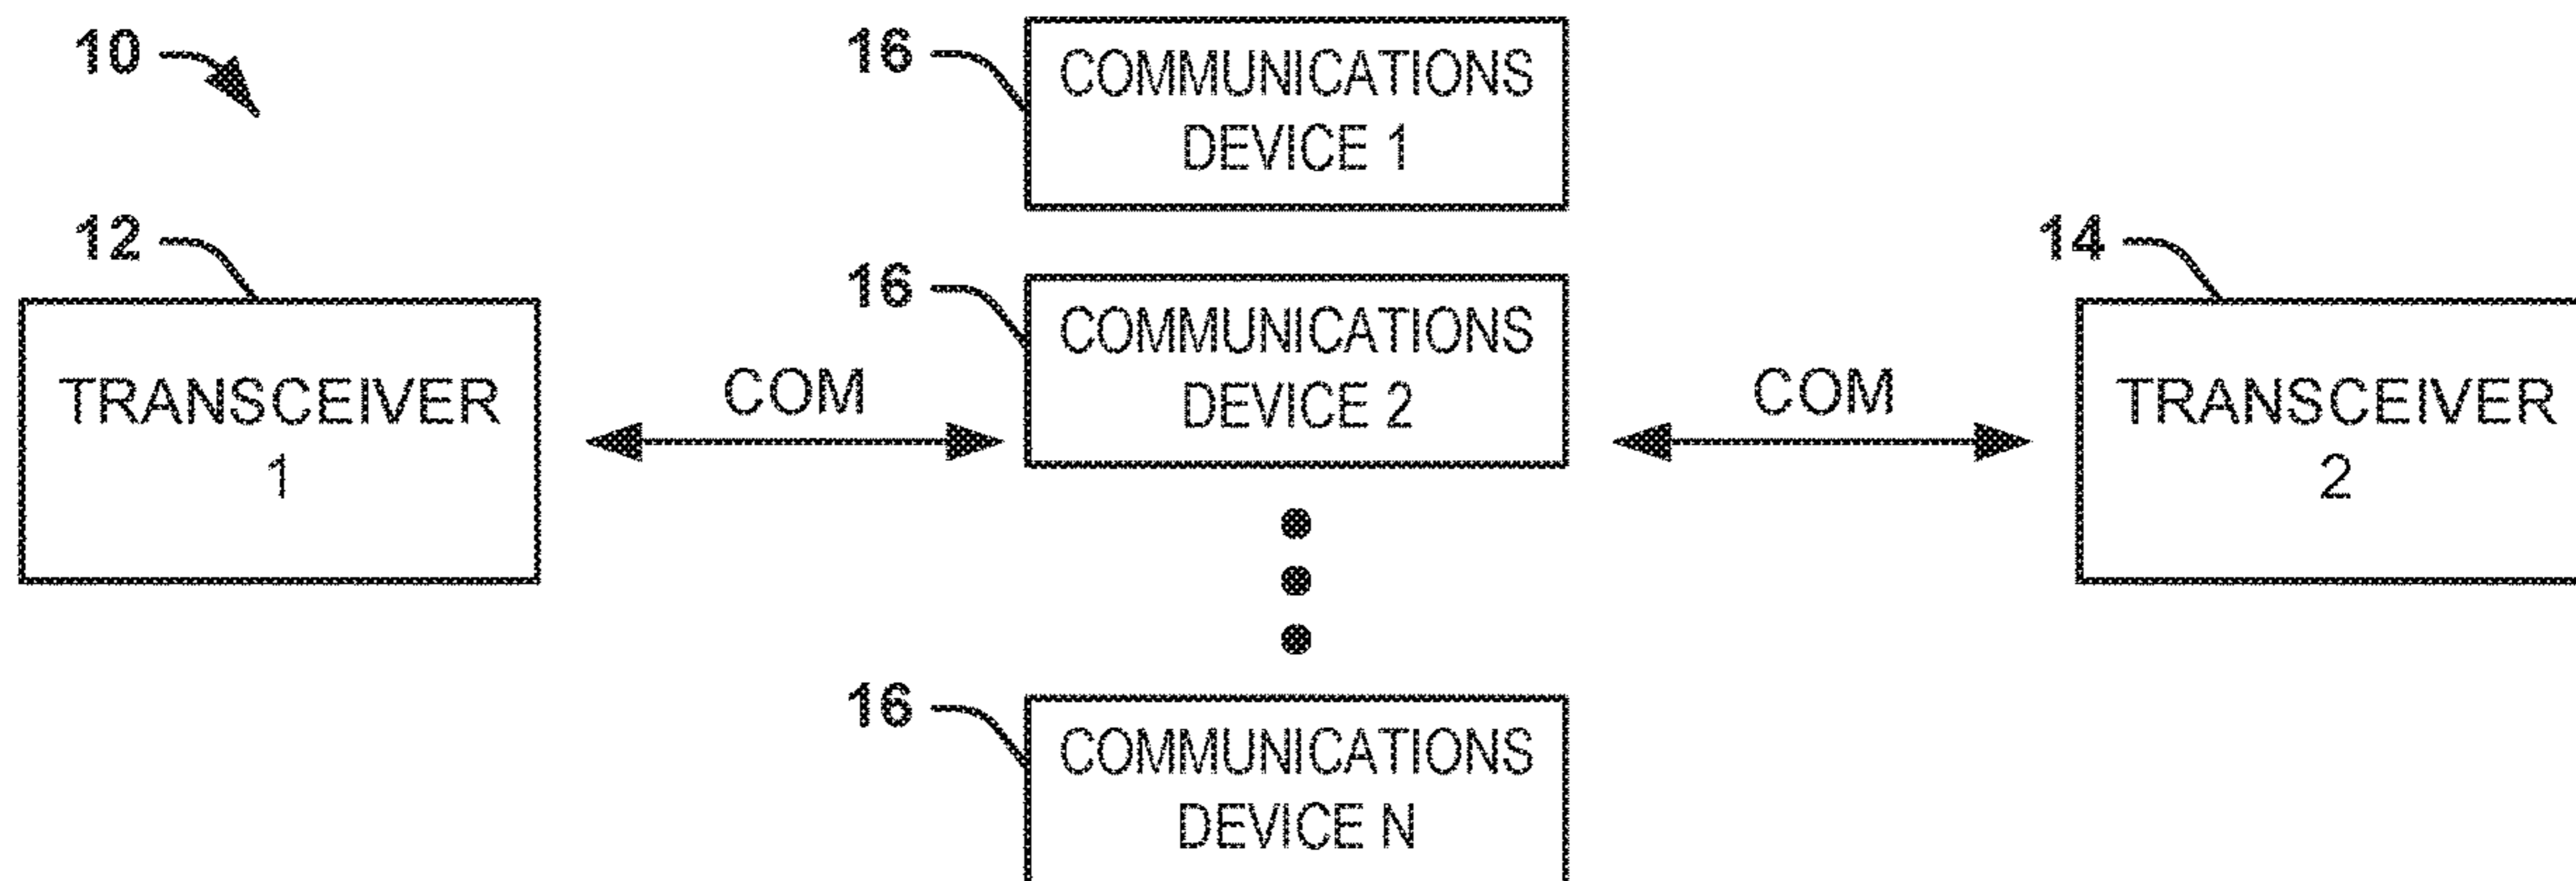 10
16
COMMUNICATIONS
DEVICE 1
12
14
16
COMMUNICATIONS
DEVICE 2
TRANSCEIVER
1
COM
COM
TRANSCEIVER
2
16
COMMUNICATIONS
DEVICE N